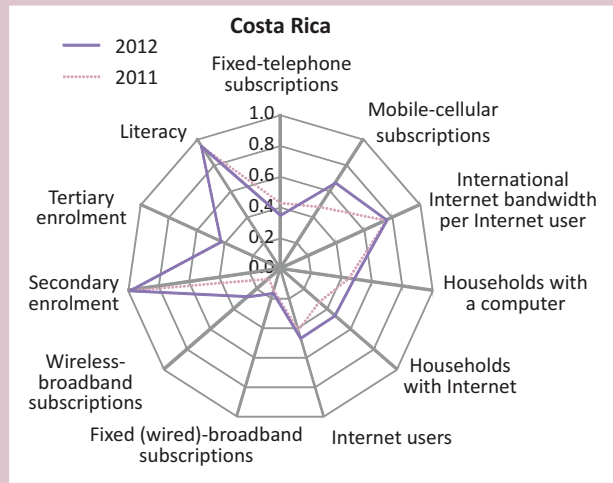 Costa Rica
2012
2011
Fixed-telephone
subscriptions
Mobile-cellular
subscriptions
International
Internet bandwidth
per Internet user
Households with
a computer
Households
with Internet
Internet users
Fixed (wired)-broadband
subscriptions
Wireless-
broadband
subscriptions
Secondary
enrolment
Tertiary
enrolment
Literacy
1.0
0.8
0.6
0.4
0.2
0.0